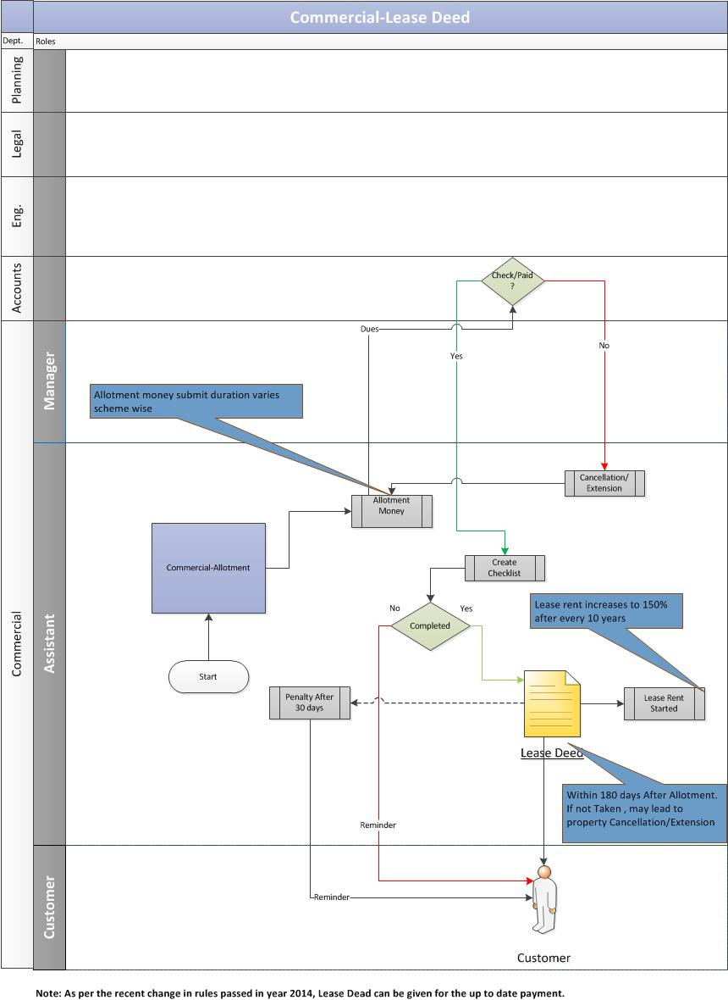 Commercial-Lease Deed
Dept.
Roles
Planning
Legal
Eng.
Accounts
Check/Paid
?
Dues
Yes
No
Manager
Allotment money submit duration varies
scheme wise
Cancellation/
Extension
Allotment
Money
Commercial-Allotment
Create
Checklist
Lease rent increases to 150%
after every 10 years
No
Yes
Completed
Commercial
Assistant
Start
Penalty After
30 days
Lease Rent
Started
Lease Deed
Within 180 days After Allotment.
If not Taken , may lead to
property Cancellation/Extension
Reminder
Customer
Reminder
Customer
Note: As per the recent change in rules passed in year 2014, Lease Dead can be given for the up to date payment.